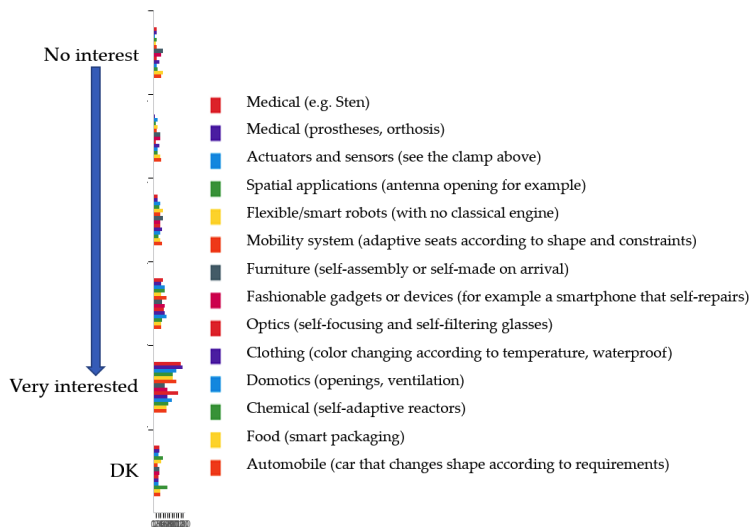 No interest
Medical (e.g. Sten)
Medical (prostheses, orthosis)
Actuators and sensors (see the clamp above)
Spatial applications (antenna opening for example)
Flexible/smart robots (with no classical engine)
Mobility system (adaptive seats according to shape and constraints)
Furniture (self-assembly or self-made on arrival)
Fashionable gadgets or devices (for example a smartphone that self-repairs)
Optics (self-focusing and self-filtering glasses)
Clothing (color changing according to temperature, waterproof)
Very interested
Domotics (openings, ventilation)
Chemical (self-adaptive reactors)
Food (smart packaging)
DK
Automobile (car that changes shape according to requirements)